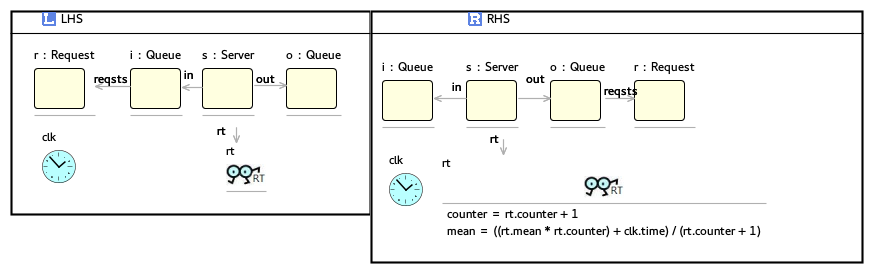 L LHS
r : Request i : Queue s : Server o : Queue
reqsts in out
rt
clk
rt
RT
R RHS
i : Queue s : Server o : Queue r : Request
in out reqsts
rt
clk
rt
RT
counter = rt.counter + 1
mean = ((rt.mean * rt.counter) + clk.time) / (rt.counter + 1)